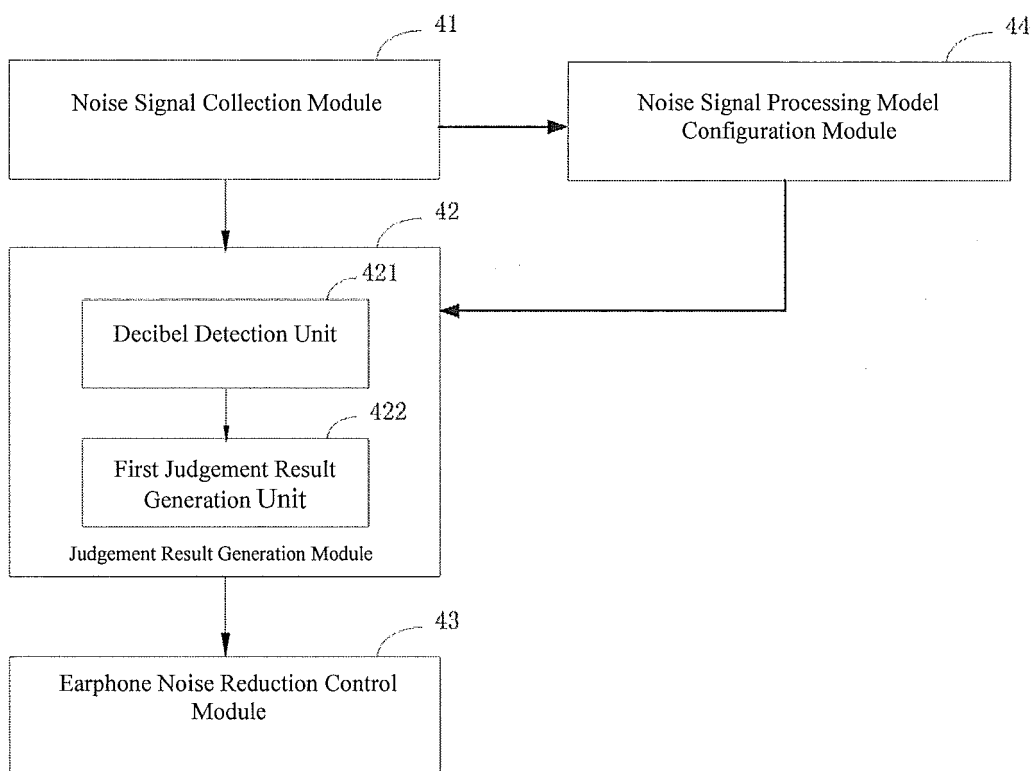 41
44
Noise Signal Collection Module
Noise Signal Processing Model
Configuration Module
42
421
Decibel Detection Unit
422
First Judgement Result
Generation Unit
Judgement Result Generation Module
43
Earphone Noise Reduction Control
Module